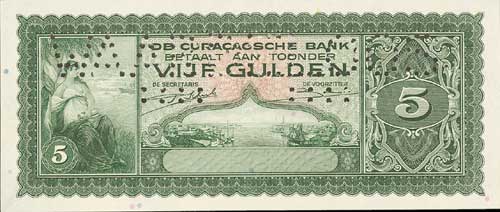 DE CURAÇAOSCHE BANK
BETAALT AAN TOONDER
VIJF GULDEN
DE SECRETARIS
DE VOORZITTER
5
5